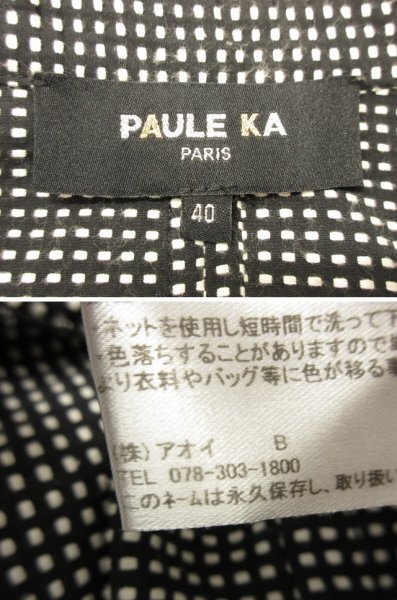 PAULE KA
PARIS
40
ネットを使用し短時間で洗って下
色落ちすることがありますので
より衣料やバッグ等に色が移る
(株) アオイ B
TEL 078-303-1800
このネームは永久保存し、取り扱い